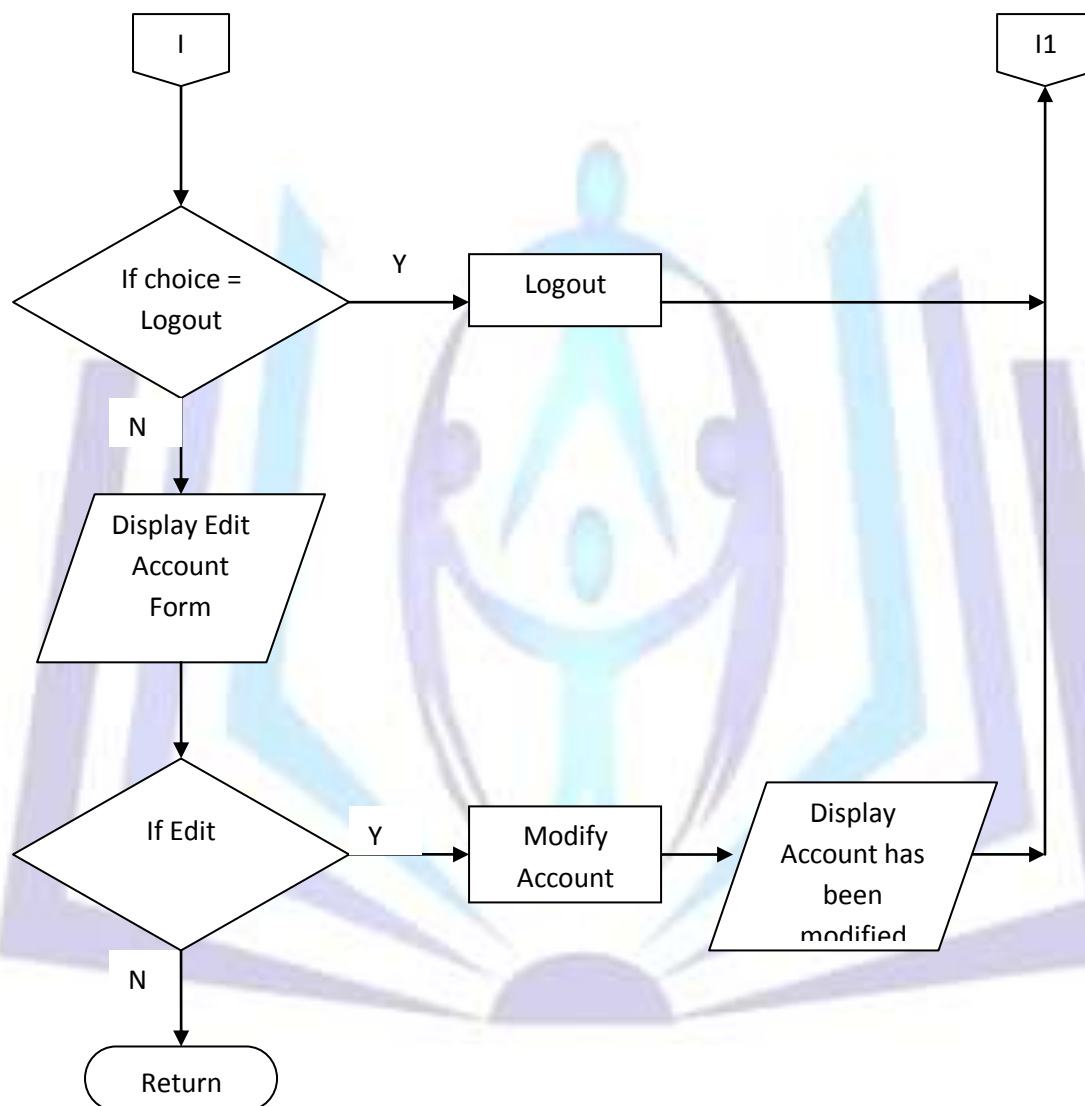 I
I1
If choice =
Logout
Y
Logout
N
Display Edit
Account
Form
If Edit
Y
Modify
Account
Display
Account has
been
modified
N
Return